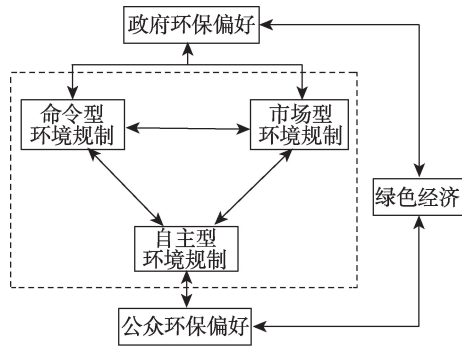 政府环保偏好
命令型
环境规制
市场型
环境规制
绿色经济
自主型
环境规制
公众环保偏好